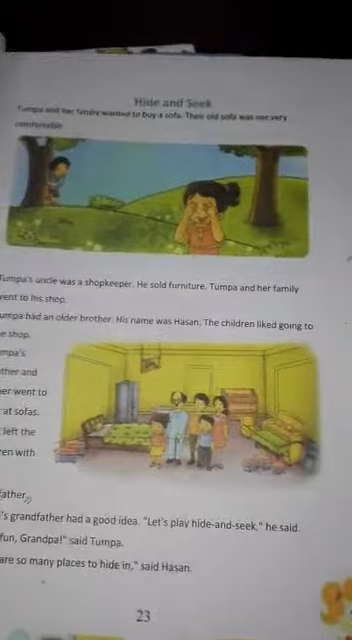 Hide and Seek
Tumpa and her family wanted to buy a sofa. Their old sofa was not very
comfortable
Tumpa's uncle was a shopkeeper. He sold furniture. Tumpa and her family
went to his shop.
umpa had an older brother. His name was Hasan. The children liked going to
e shop.
mpa's
ther and
er went to
at sofas.
left the
en with
father
's grandfather had a good idea. "Let's play hide-and-seek," he said.
fun, Grandpa!" said Tumpa.
are so many places to hide in," said Hasan.
23